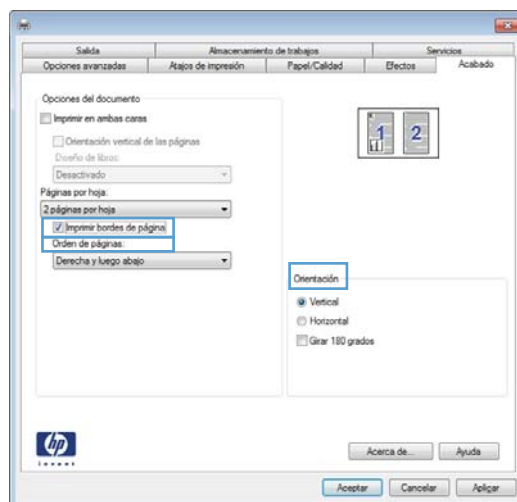 Salida Almacenamiento de trabajos Servicios
Opciones avanzadas Atajos de impresión Papel/Calidad Efectos Acabado
Opciones del documento
Imprimir en ambas caras
Orientación vertical de las páginas
Diseño de libros:
Desactivado
Páginas por hoja:
2 páginas por hoja
Imprimir bordes de página
Orden de páginas:
Derecha y luego abajo
1 2
Orientación
Vertical
Horizontal
Girar 180 grados
hp
invent
Acerca de... Ayuda
Aceptar Cancelar Aplicar